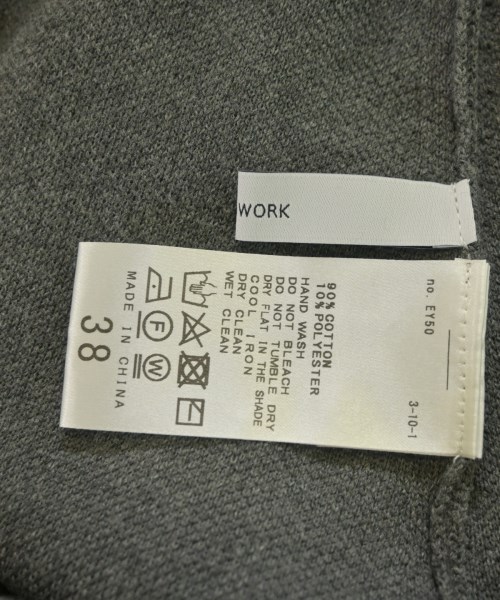 WORK
no. EY50
3-10-1
90% COTTON
10% POLYESTER
HAND WASH
DO NOT BLEACH
DO NOT TUMBLE DRY
DRY FLAT IN THE SHADE
COOL IRON
DRY CLEAN
WET CLEAN
F
W
MADE IN CHINA
38